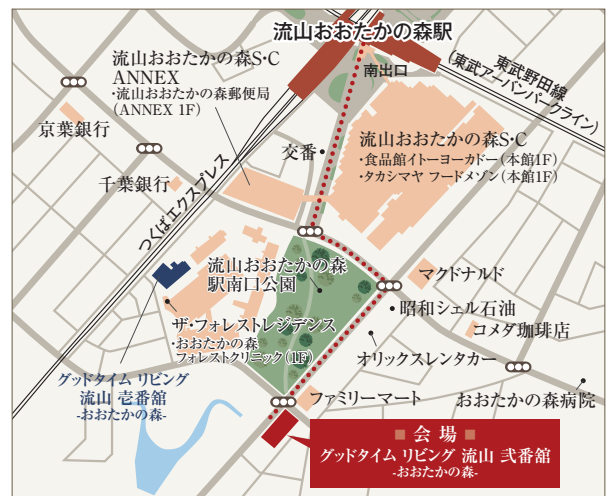 流山おおたかの森駅
南出口
東武野田線
(東武アーバンパークライン)
流山おおたかの森S・C
ANNEX
・流山おおたかの森郵便局
(ANNEX 1F)
京葉銀行
交番
流山おおたかの森S・C
・食品館イトーヨーカドー(本館1F)
・タカシマヤ フードメゾン(本館1F)
千葉銀行
つくばエクスプレス
流山おおたかの森
駅南口公園
マクドナルド
昭和シェル石油
コメダ珈琲店
ザ・フォレストレジデンス
・おおたかの森
フォレストクリニック(1F)
オリックスレンタカー
グッドタイム リビング
流山 壱番館
-おおたかの森-
ファミリーマート
おおたかの森病院
■ 会 場 ■
グッドタイム リビング 流山 弐番館
-おおたかの森-